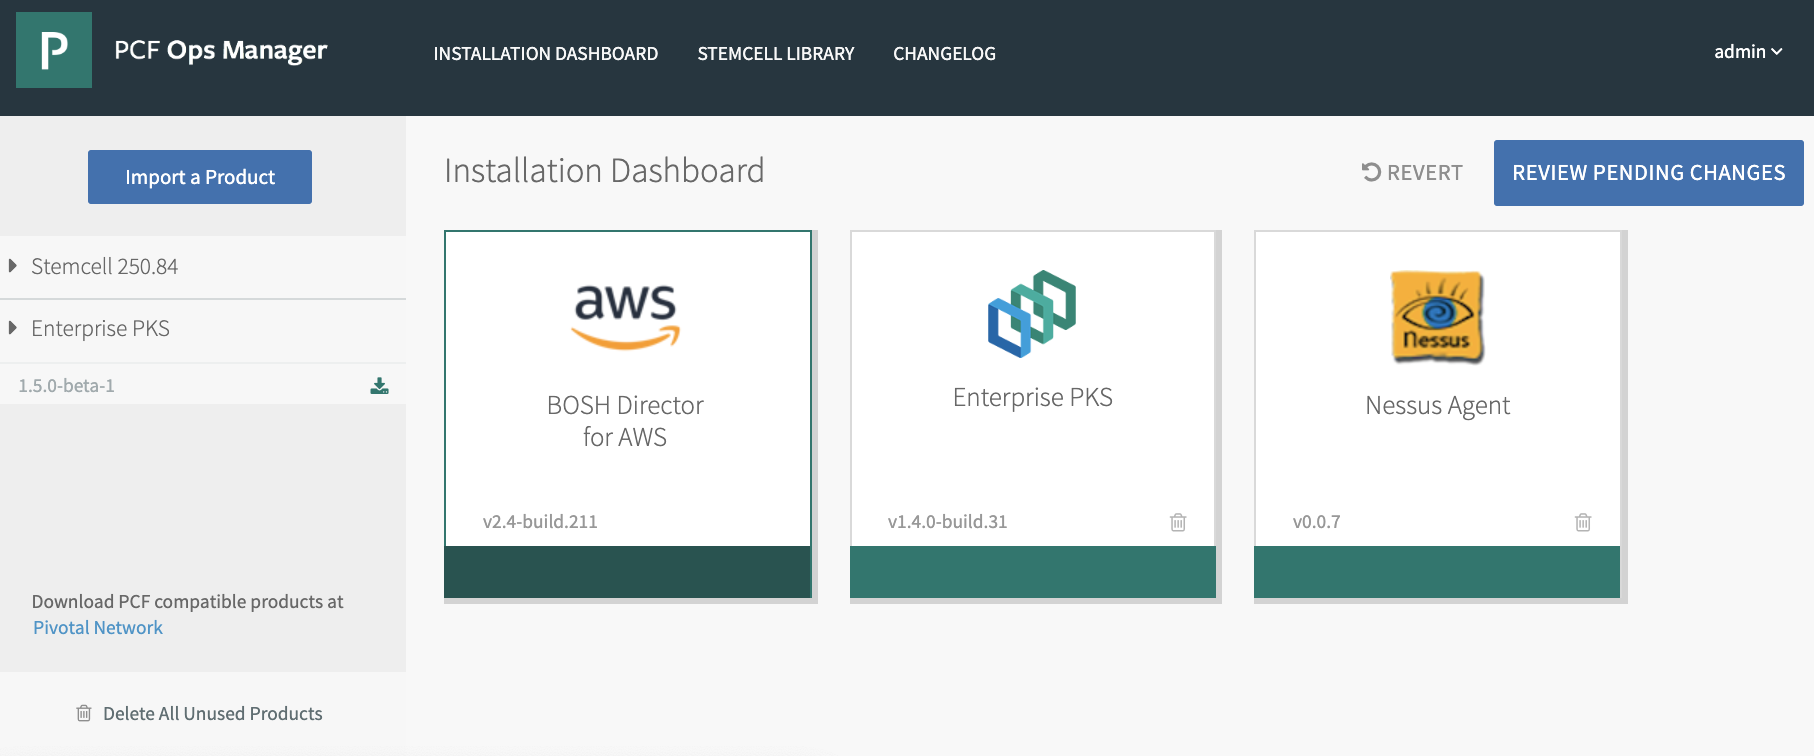 P
PCF Ops Manager
INSTALLATION DASHBOARD
STEMCELL LIBRARY
CHANGELOG
admin
Import a Product
Stemcell 250.84
Enterprise PKS
1.5.0-beta-1
Download PCF compatible products at
Pivotal Network
Delete All Unused Products
Installation Dashboard
REVERT
REVIEW PENDING CHANGES
aws
BOSH Director
for AWS
v2.4-build.211
Enterprise PKS
v1.4.0-build.31
Nessus
Nessus Agent
v0.0.7